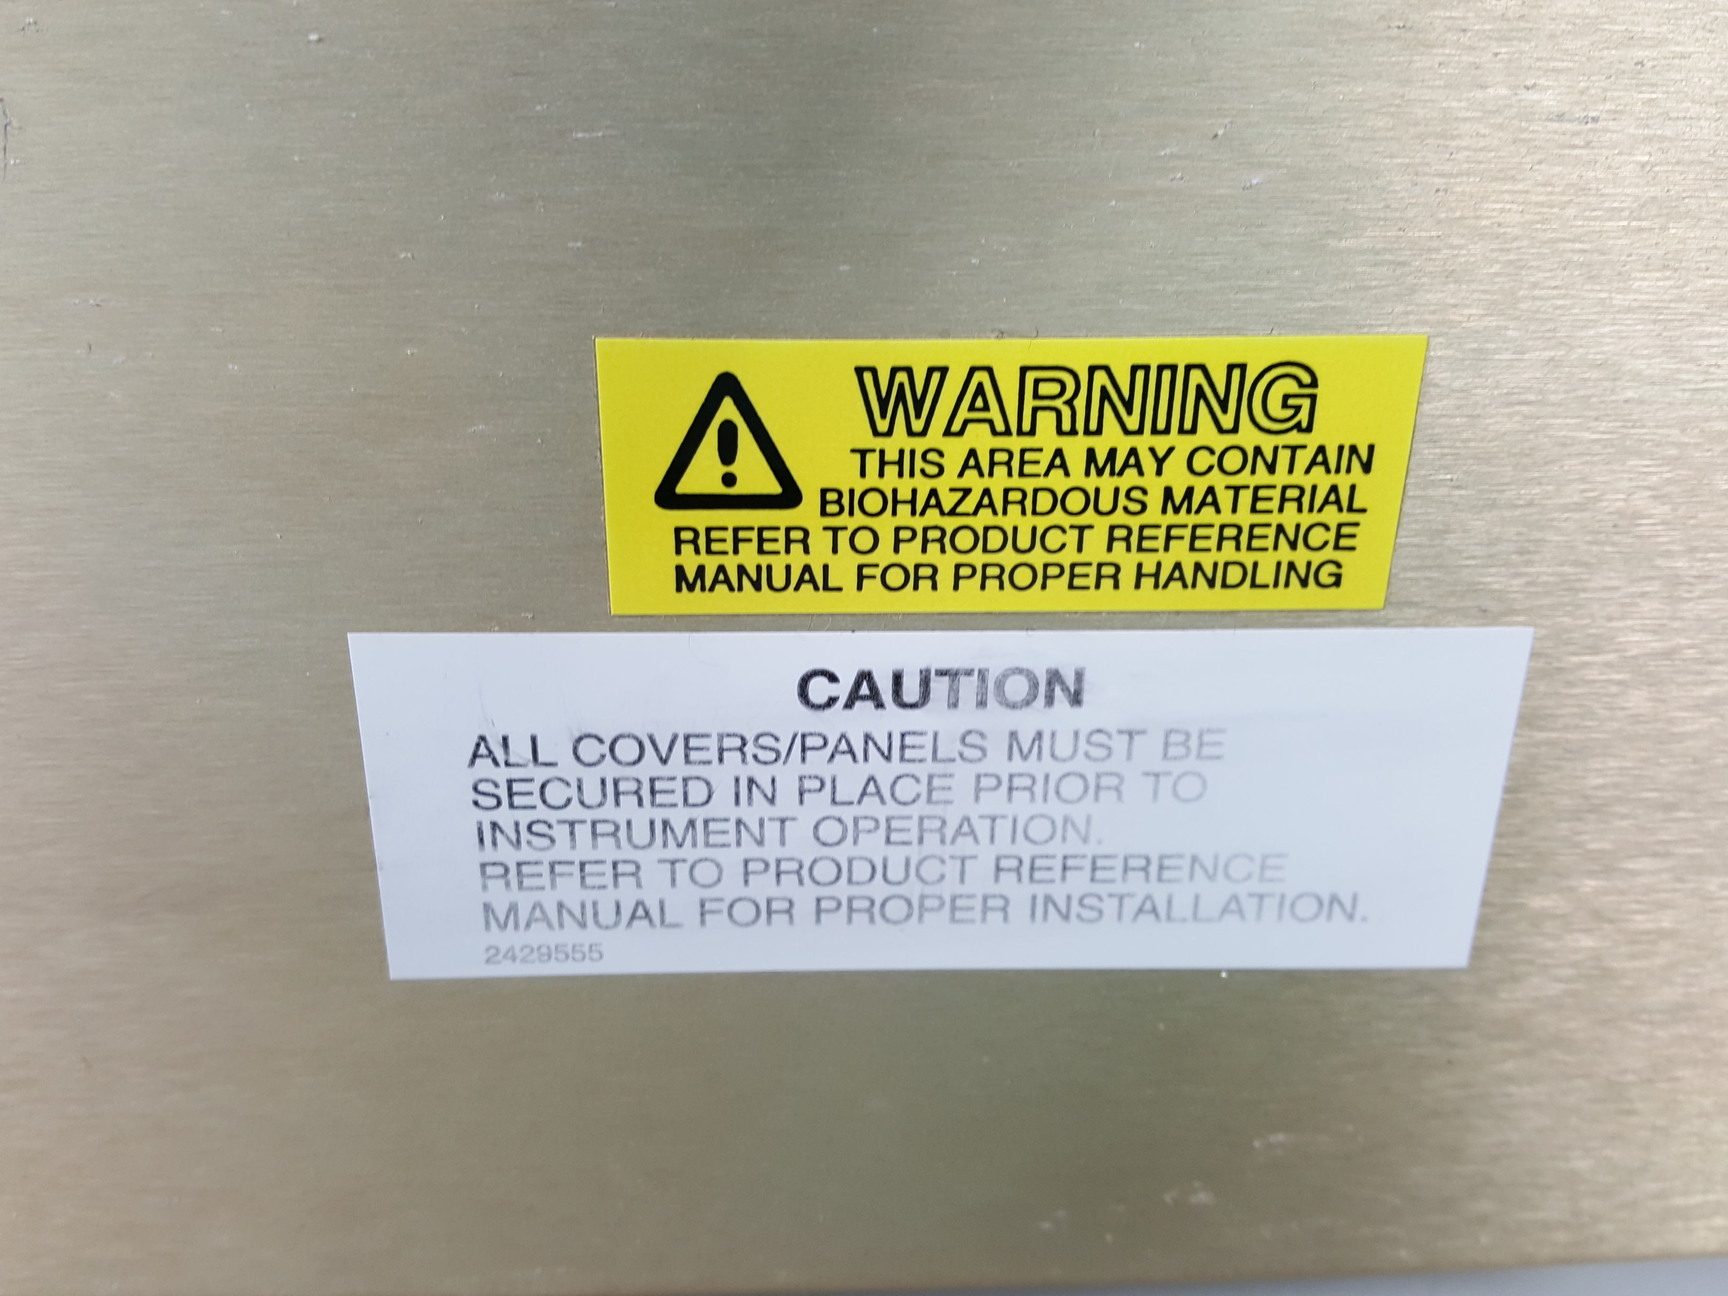 WARNING
THIS AREA MAY CONTAIN
BIOHAZARDOUS MATERIAL
REFER TO PRODUCT REFERENCE
MANUAL FOR PROPER HANDLING
CAUTION
ALL COVERS/PANELS MUST BE
SECURED IN PLACE PRIOR TO
INSTRUMENT OPERATION.
REFER TO PRODUCT REFERENCE
MANUAL FOR PROPER INSTALLATION.
2429555